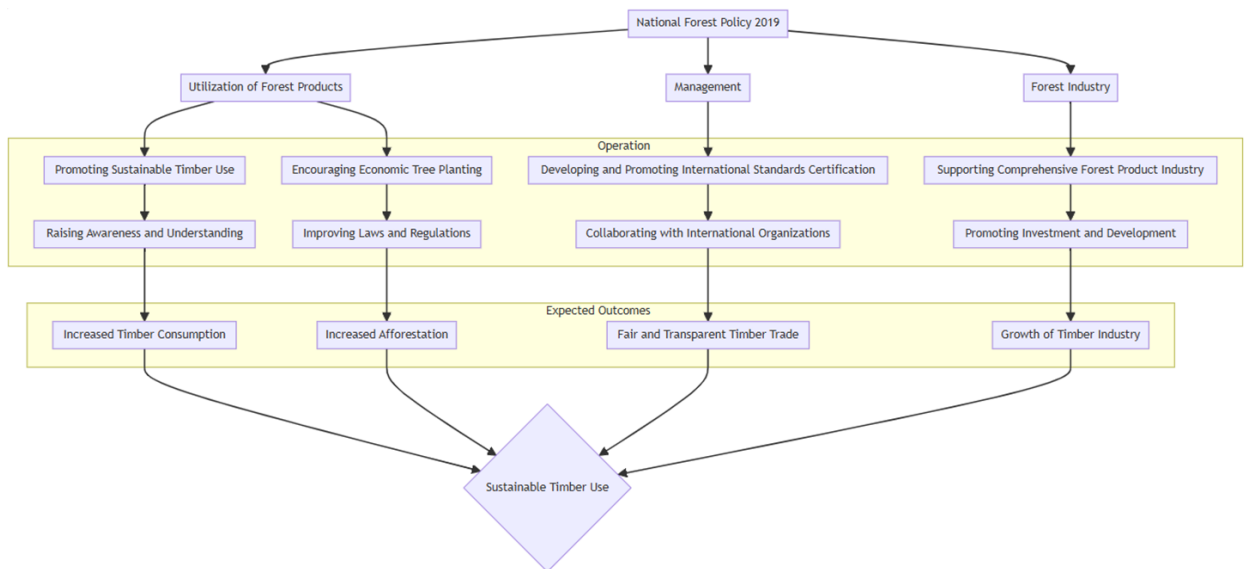 National Forest Policy 2019
Utilization of Forest Products
Management
Forest Industry
Operation
Promoting Sustainable Timber Use
Encouraging Economic Tree Planting
Developing and Promoting International Standards Certification
Supporting Comprehensive Forest Product Industry
Raising Awareness and Understanding
Improving Laws and Regulations
Collaborating with International Organizations
Promoting Investment and Development
Expected Outcomes
Increased Timber Consumption
Increased Afforestation
Fair and Transparent Timber Trade
Growth of Timber Industry
Sustainable Timber Use